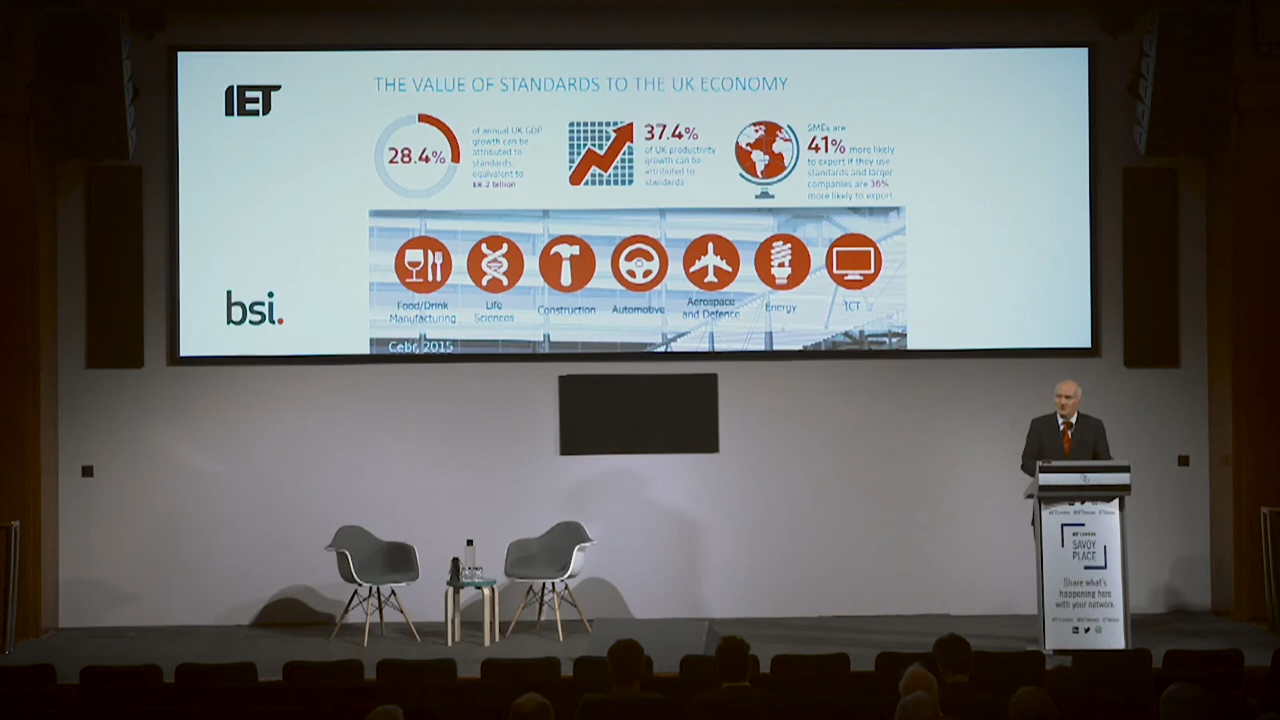 IET
THE VALUE OF STANDARDS TO THE UK ECONOMY
28.4%
of annual UK GDP
growth can be
attributed to
standards,
equivalent to
37.4%
of UK productivity
growth can be
attributed to
standards
SMEs are
41% more likely
to export if they use
standards and larger
companies are 36%
more likely to export
Food/Drink
Manufacturing
Life
Sciences
Construction
Automotive
Aerospace
and Defence
Energy
ICT
Cebr, 2015
bsi.
SAVOY
PLACE
Share what's
happening here
with your network.